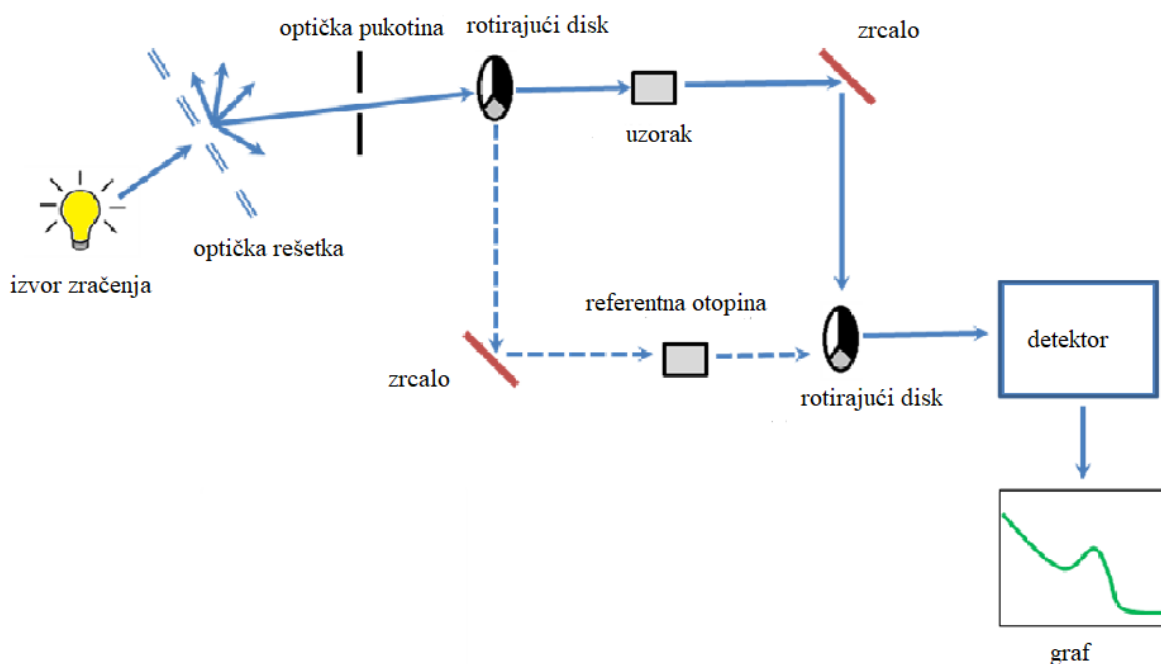 optička pukotina
rotirajući disk
zrcalo
uzorak
optička rešetka
izvor zračenja
referentna otopina
detektor
zrcalo
rotirajući disk
graf